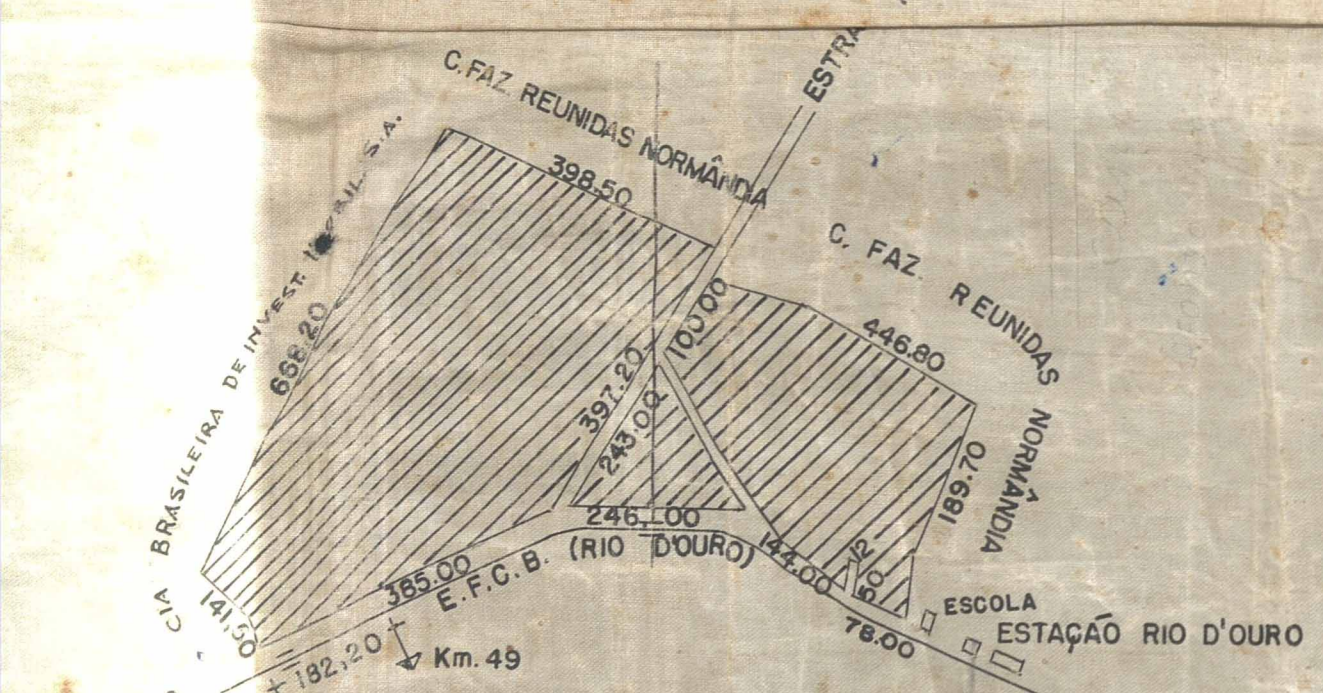 ESTRA
C. FAZ REUNIDAS NORMÂNDIA
398.50
CIA BRASILEIRA DE INVEST. S.A.
668.20
C. FAZ. REUNIDAS NORMÂNDIA
100.00
446.80
397.20
243.00
189.70
246.00
385.00
E.F.C.B. (RIO D'OURO)
144.00
12
50
141,50
78.00
ESCOLA
ESTAÇÃO RIO D'OURO
182,20
Km. 49